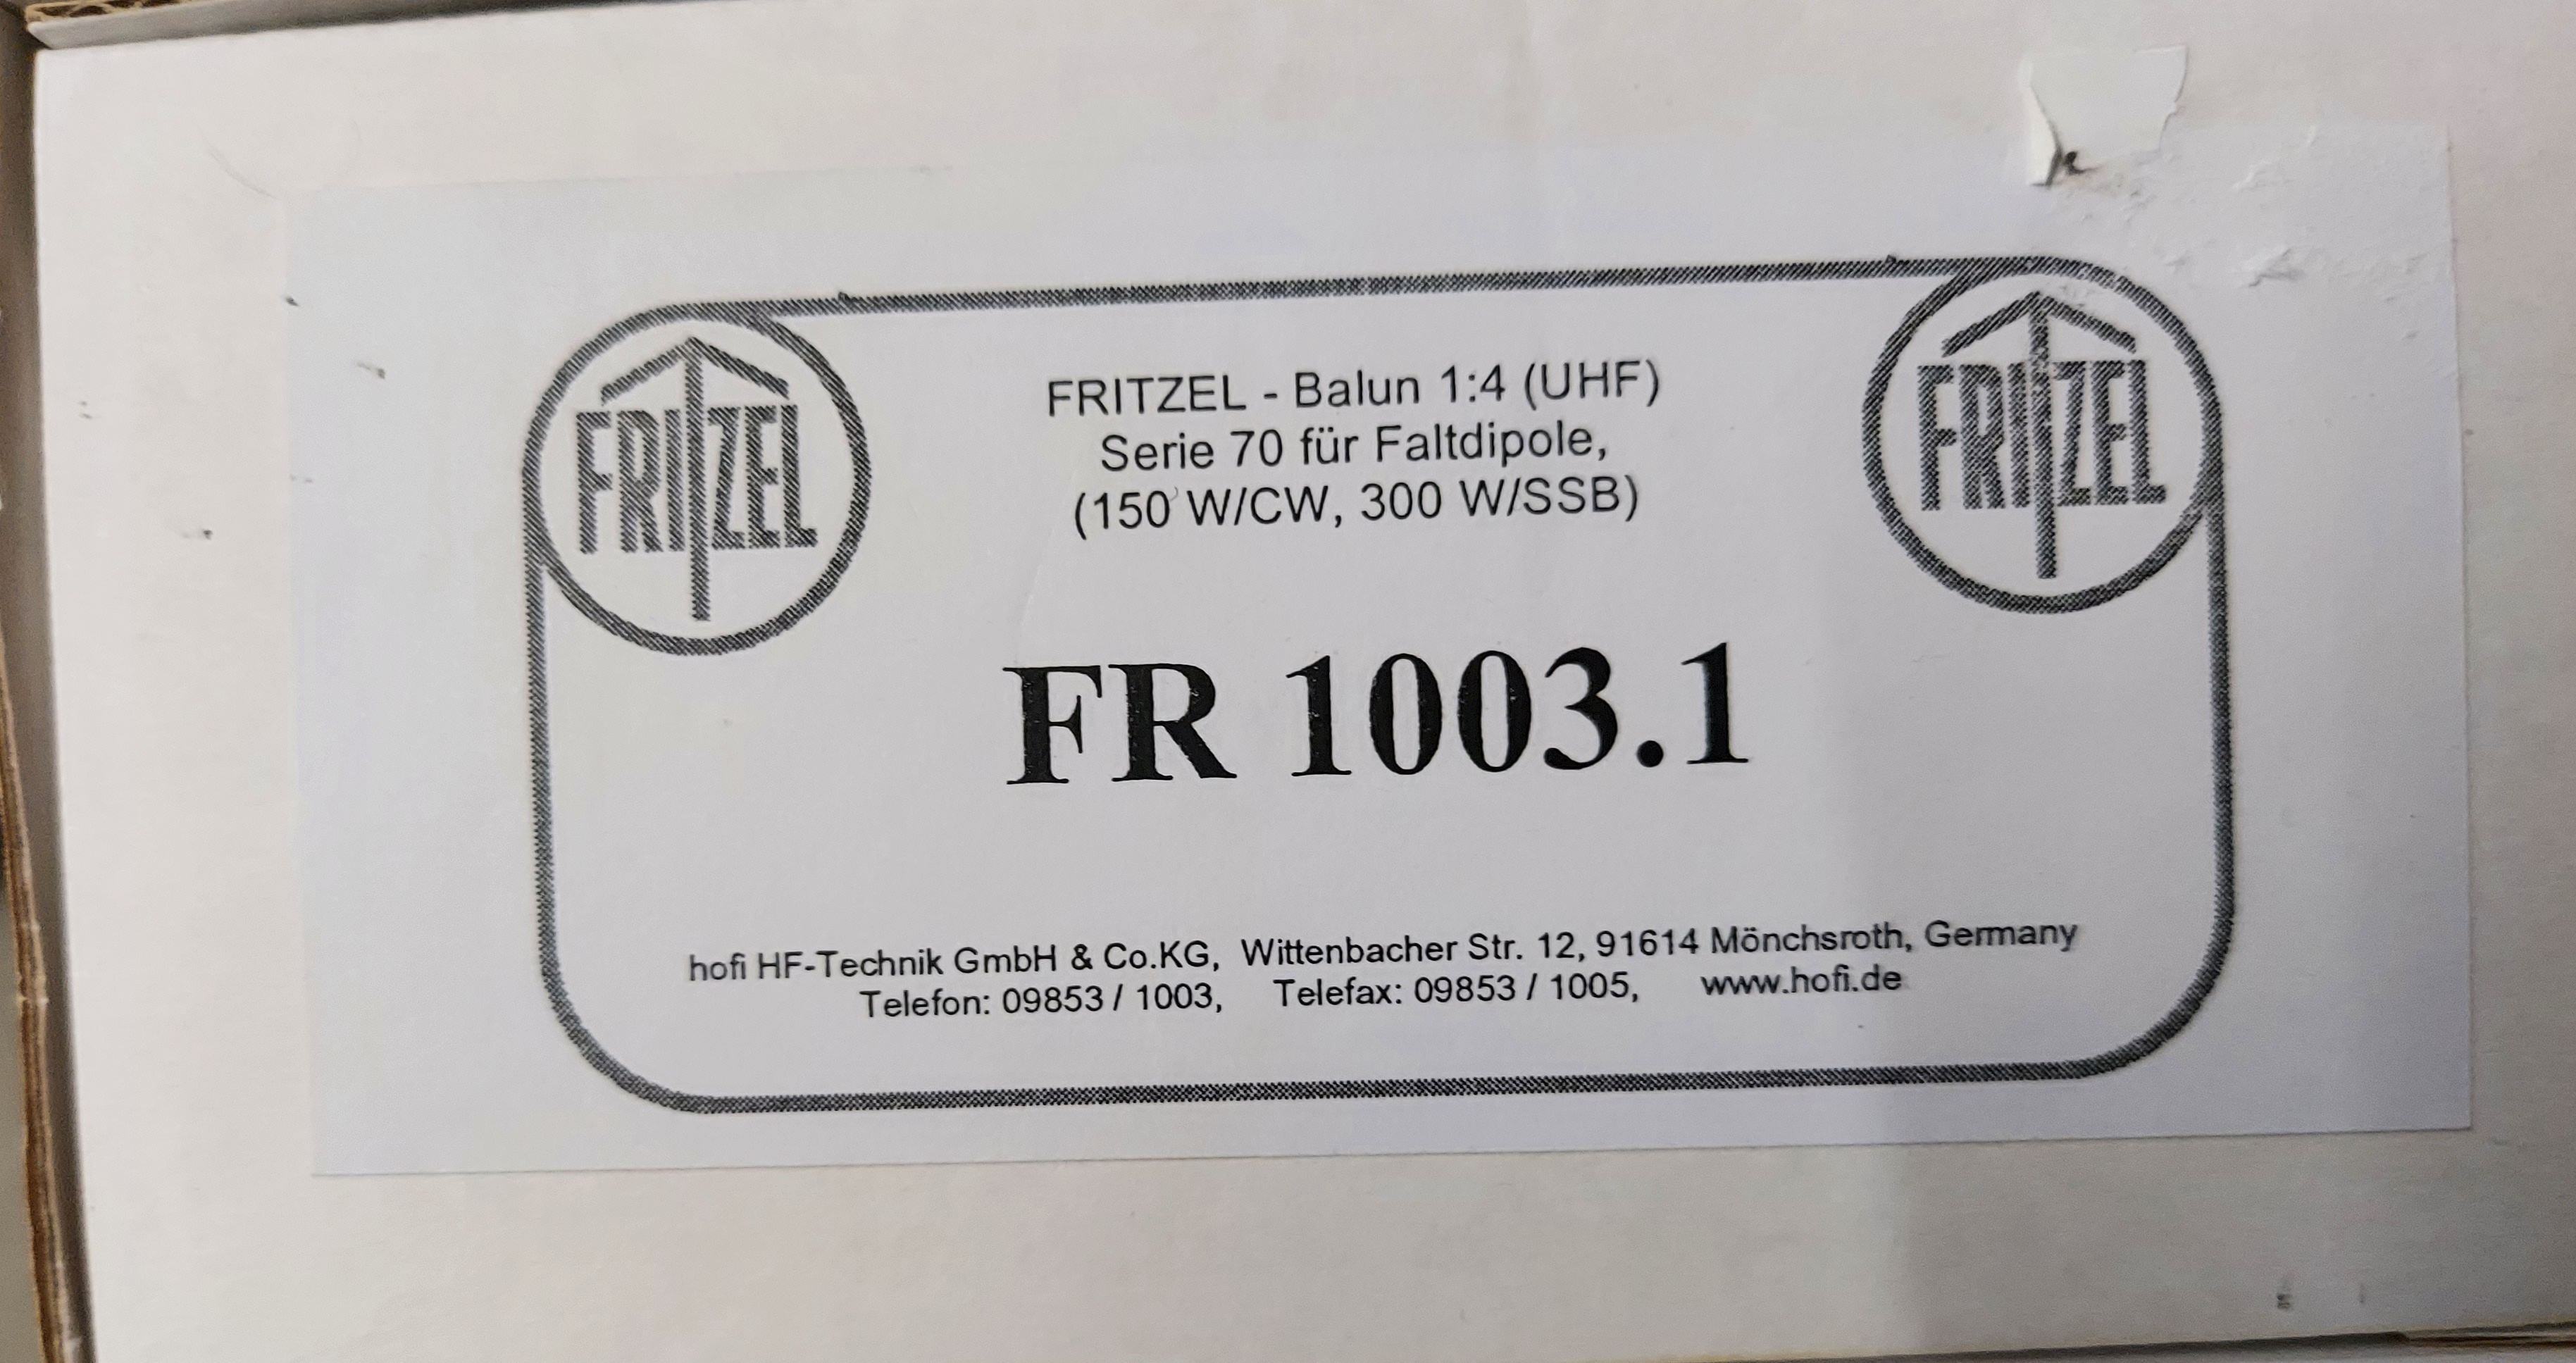 FRITZEL FRITZEL
FRITZEL - Balun 1:4 (UHF)
Serie 70 für Faltdipole,
(150 W/CW, 300 W/SSB)
FR 1003.1
hofi HF-Technik GmbH & Co.KG, Wittenbacher Str. 12, 91614 Mönchsroth, Germany
Telefon: 09853 / 1003, Telefax: 09853 / 1005, www.hofi.de